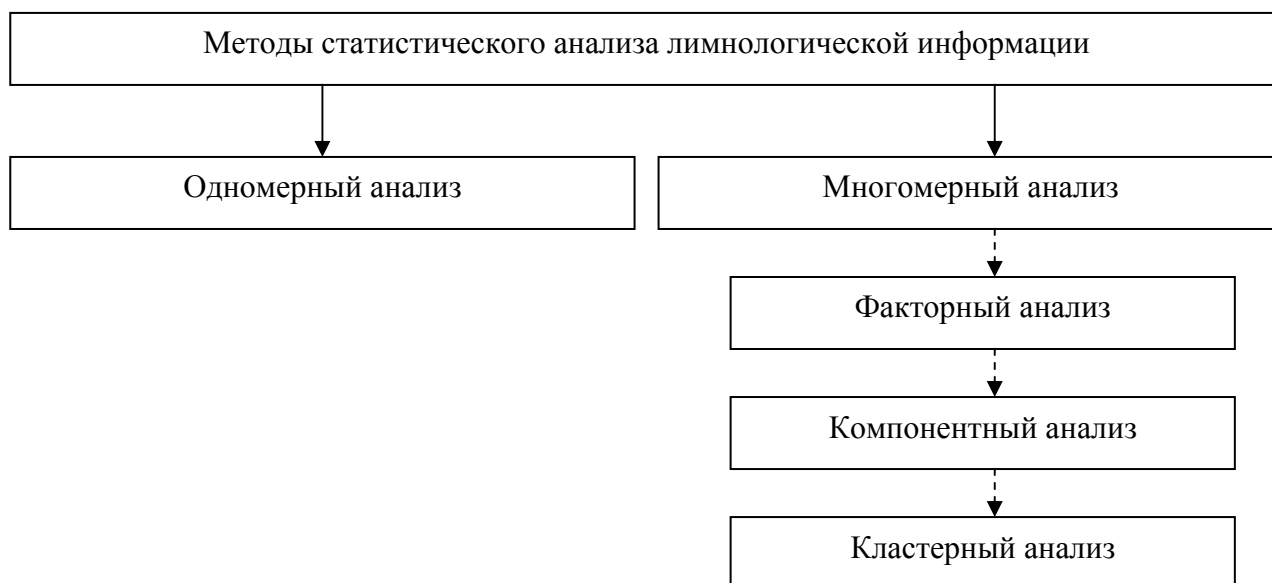 Методы статистического анализа лимнологической информации
Одномерный анализ
Многомерный анализ
Факторный анализ
Компонентный анализ
Кластерный анализ